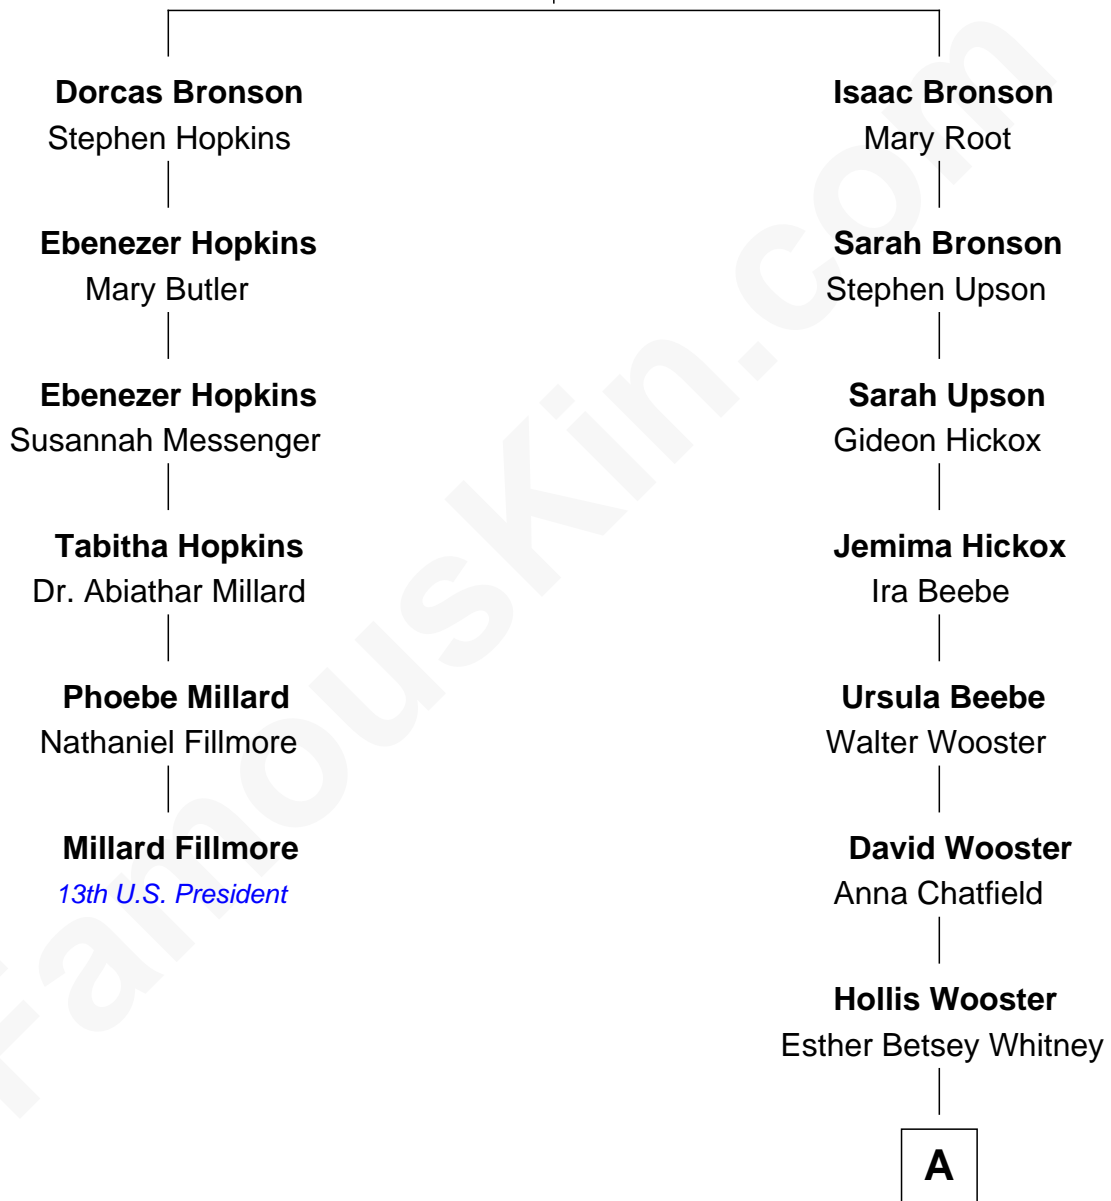 Dorcas Bronson
Stephen Hopkins
Ebenezer Hopkins
Mary Butler
Ebenezer Hopkins
Susannah Messenger
Tabitha Hopkins
Dr. Abiathar Millard
Phoebe Millard
Nathaniel Fillmore
Millard Fillmore
13th U.S. President
Isaac Bronson
Mary Root
Sarah Bronson
Stephen Upson
Sarah Upson
Gideon Hickox
Jemima Hickox
Ira Beebe
Ursula Beebe
Walter Wooster
David Wooster
Anna Chatfield
Hollis Wooster
Esther Betsey Whitney
A
FamousKin.com